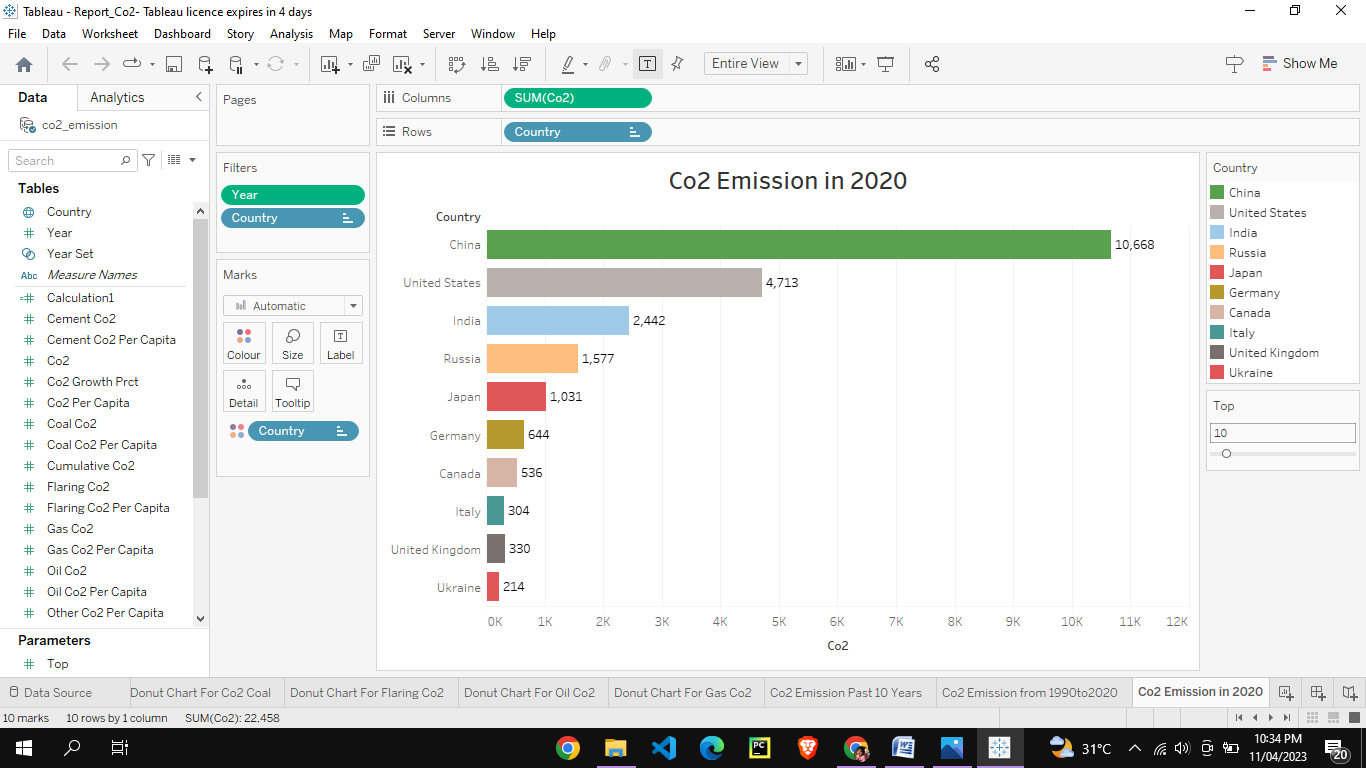 Tableau - Report_Co2- Tableau licence expires in 4 days
File Data Worksheet Dashboard Story Analysis Map Format Server Window Help
Entire View
Show Me
Data Analytics
co2_emission
Search
Tables
Country
Year
Year Set
Abc Measure Names
Calculation1
Cement Co2
Cement Co2 Per Capita
Co2
Co2 Growth Prct
Co2 Per Capita
Coal Co2
Coal Co2 Per Capita
Cumulative Co2
Flaring Co2
Flaring Co2 Per Capita
Gas Co2
Gas Co2 Per Capita
Oil Co2
Oil Co2 Per Capita
Other Co2 Per Capita
Parameters
Top
Pages
Filters
Year
Country
Marks
Automatic
Colour Size Label
Detail Tooltip
Country
Columns SUM(Co2)
Rows Country
Co2 Emission in 2020
Country
China 10,668
United States 4,713
India 2,442
Russia 1,577
Japan 1,031
Germany 644
Canada 536
Italy 304
United Kingdom 330
Ukraine 214
0K 1K 2K 3K 4K 5K 6K 7K 8K 9K 10K 11K 12K
Co2
Country
China
United States
India
Russia
Japan
Germany
Canada
Italy
United Kingdom
Ukraine
Top
10
Data Source Donut Chart For Co2 Coal Donut Chart For Flaring Co2 Donut Chart For Oil Co2 Donut Chart For Gas Co2 Co2 Emission Past 10 Years Co2 Emission from 1990to2020 Co2 Emission in 2020
10 marks 10 rows by 1 column SUM(Co2): 22,458
31°C
10:34 PM
11/04/2023
20